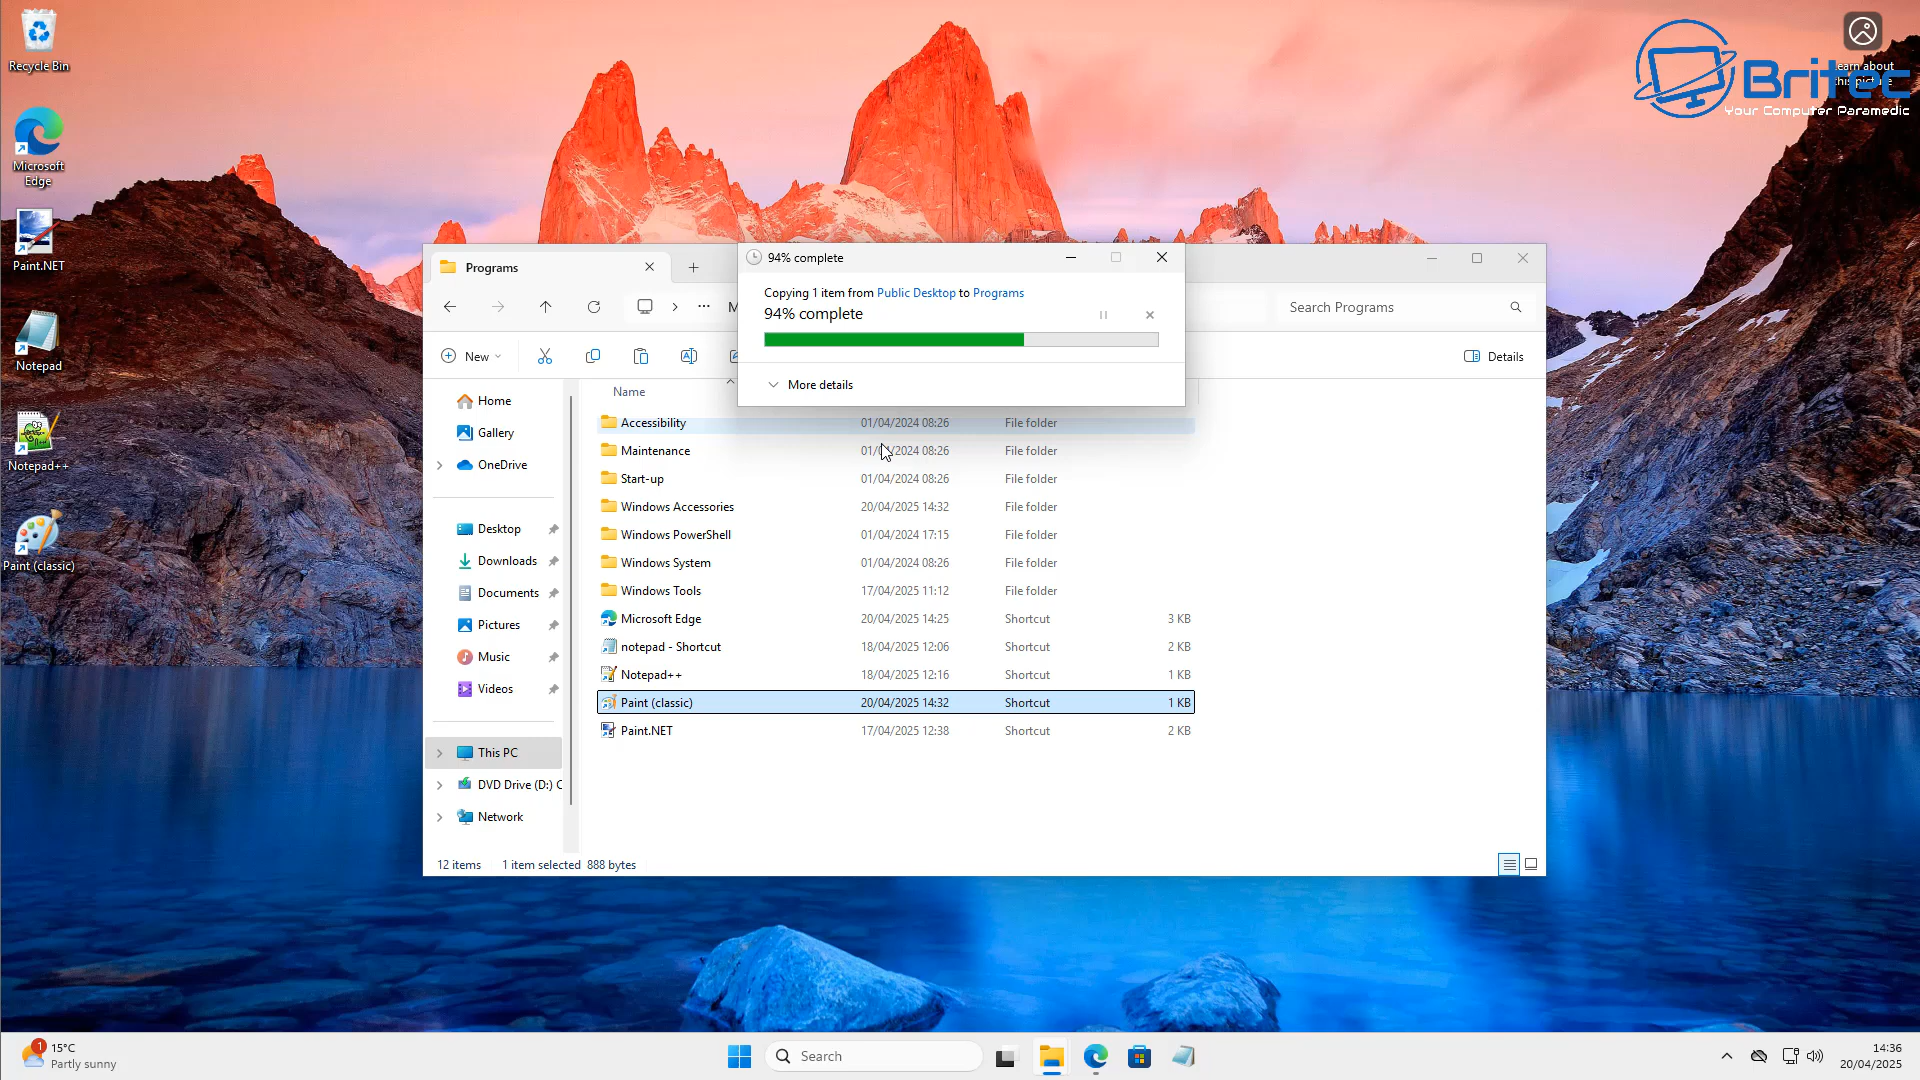 Recycle Bin
Microsoft
Edge
Paint.NET
Notepad
Notepad++
Paint (classic)
Britec
Your Computer Paramedic
Learn about
this picture
Programs
94% complete
Copying 1 item from Public Desktop to Programs
94% complete
More details
Search Programs
New
Details
Name
Home
Gallery
OneDrive
Desktop
Downloads
Documents
Pictures
Music
Videos
This PC
DVD Drive (D:) C
Network
Accessibility 01/04/2024 08:26 File folder
Maintenance 01/04/2024 08:26 File folder
Start-up 01/04/2024 08:26 File folder
Windows Accessories 20/04/2025 14:32 File folder
Windows PowerShell 01/04/2024 17:15 File folder
Windows System 01/04/2024 08:26 File folder
Windows Tools 17/04/2025 11:12 File folder
Microsoft Edge 20/04/2025 14:25 Shortcut 3 KB
notepad - Shortcut 18/04/2025 12:06 Shortcut 2 KB
Notepad++ 18/04/2025 12:16 Shortcut 1 KB
Paint (classic) 20/04/2025 14:32 Shortcut 1 KB
Paint.NET 17/04/2025 12:38 Shortcut 2 KB
12 items 1 item selected 888 bytes
1
15°C
Partly sunny
Search
14:36
20/04/2025